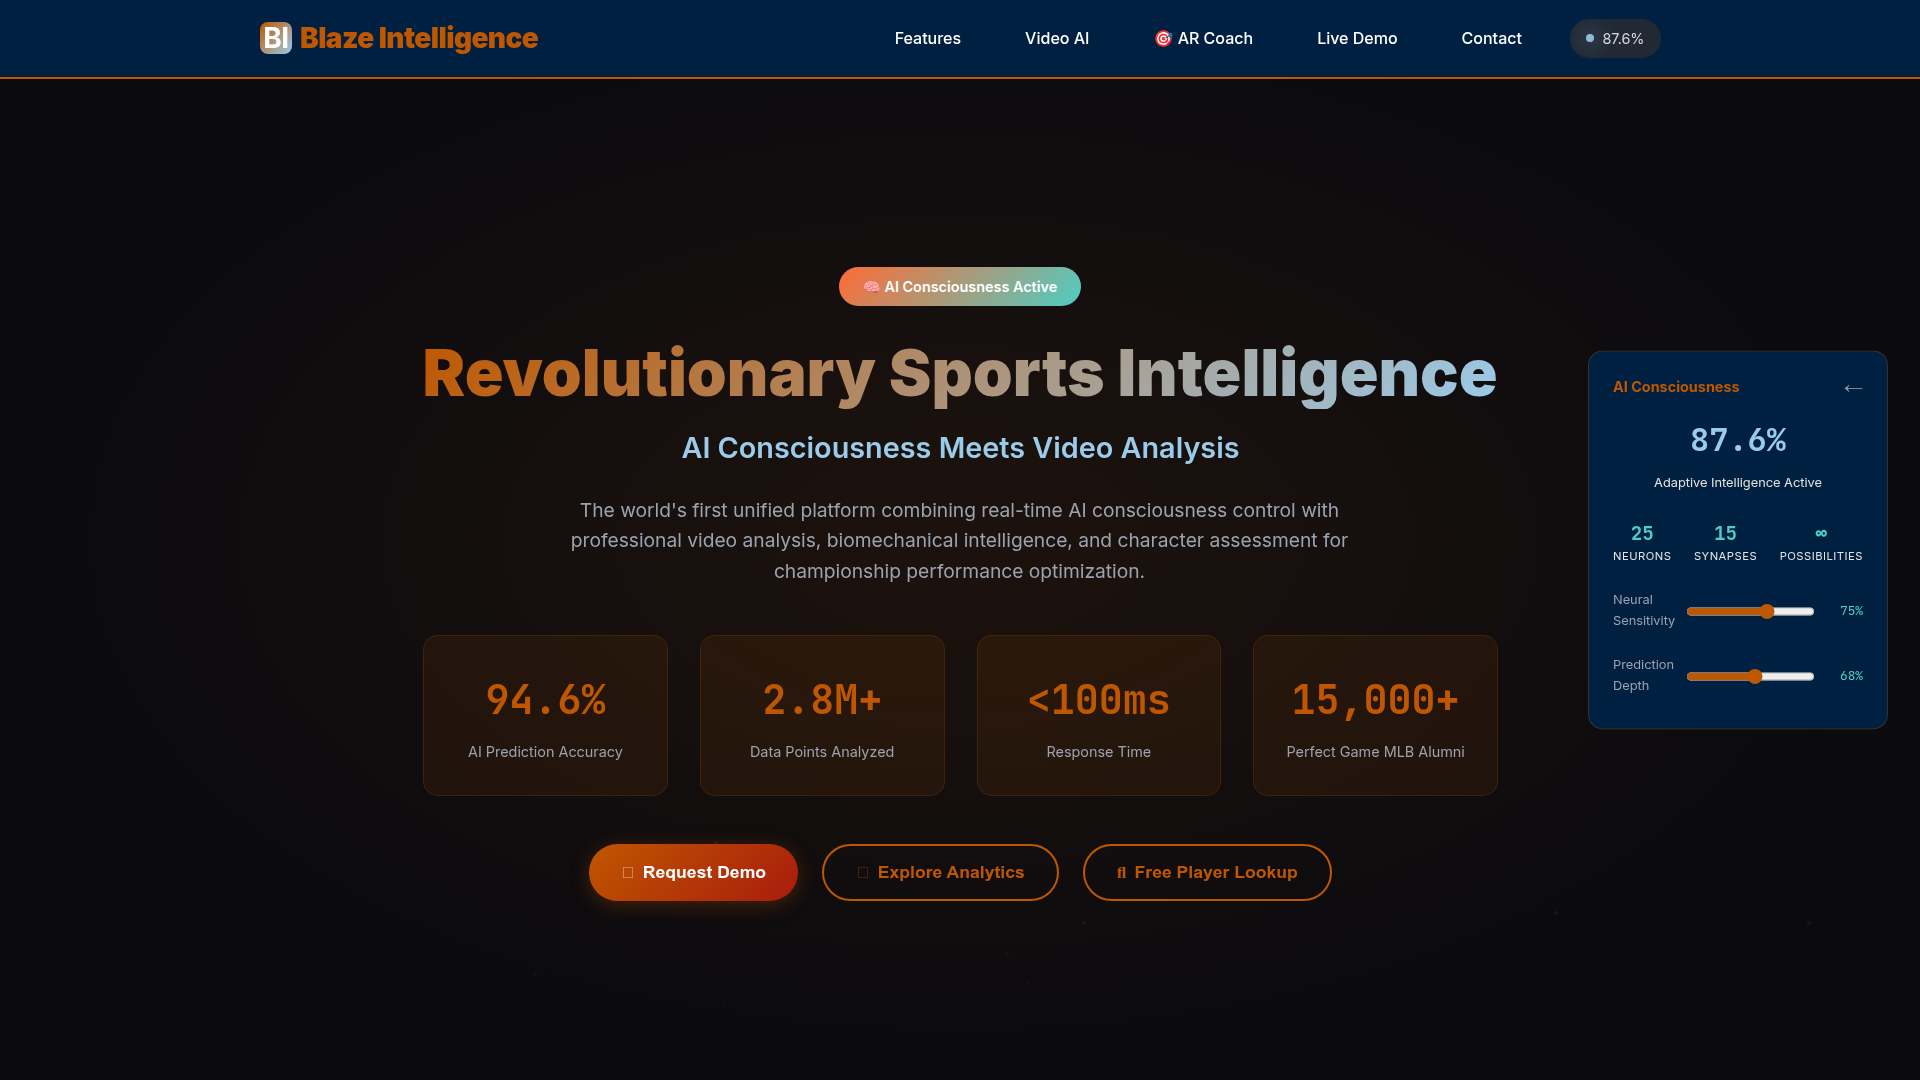 BI Blaze Intelligence
Features
Video AI
🎯 AR Coach
Live Demo
Contact
87.6%
🧠 AI Consciousness Active
Revolutionary Sports Intelligence
AI Consciousness Meets Video Analysis
The world's first unified platform combining real-time AI consciousness control with
professional video analysis, biomechanical intelligence, and character assessment for
championship performance optimization.
94.6%
AI Prediction Accuracy
2.8M+
Data Points Analyzed
<100ms
Response Time
15,000+
Perfect Game MLB Alumni
Request Demo
Explore Analytics
Free Player Lookup
AI Consciousness
←
87.6%
Adaptive Intelligence Active
25
NEURONS
15
SYNAPSES
∞
POSSIBILITIES
Neural
Sensitivity
75%
Prediction
Depth
68%